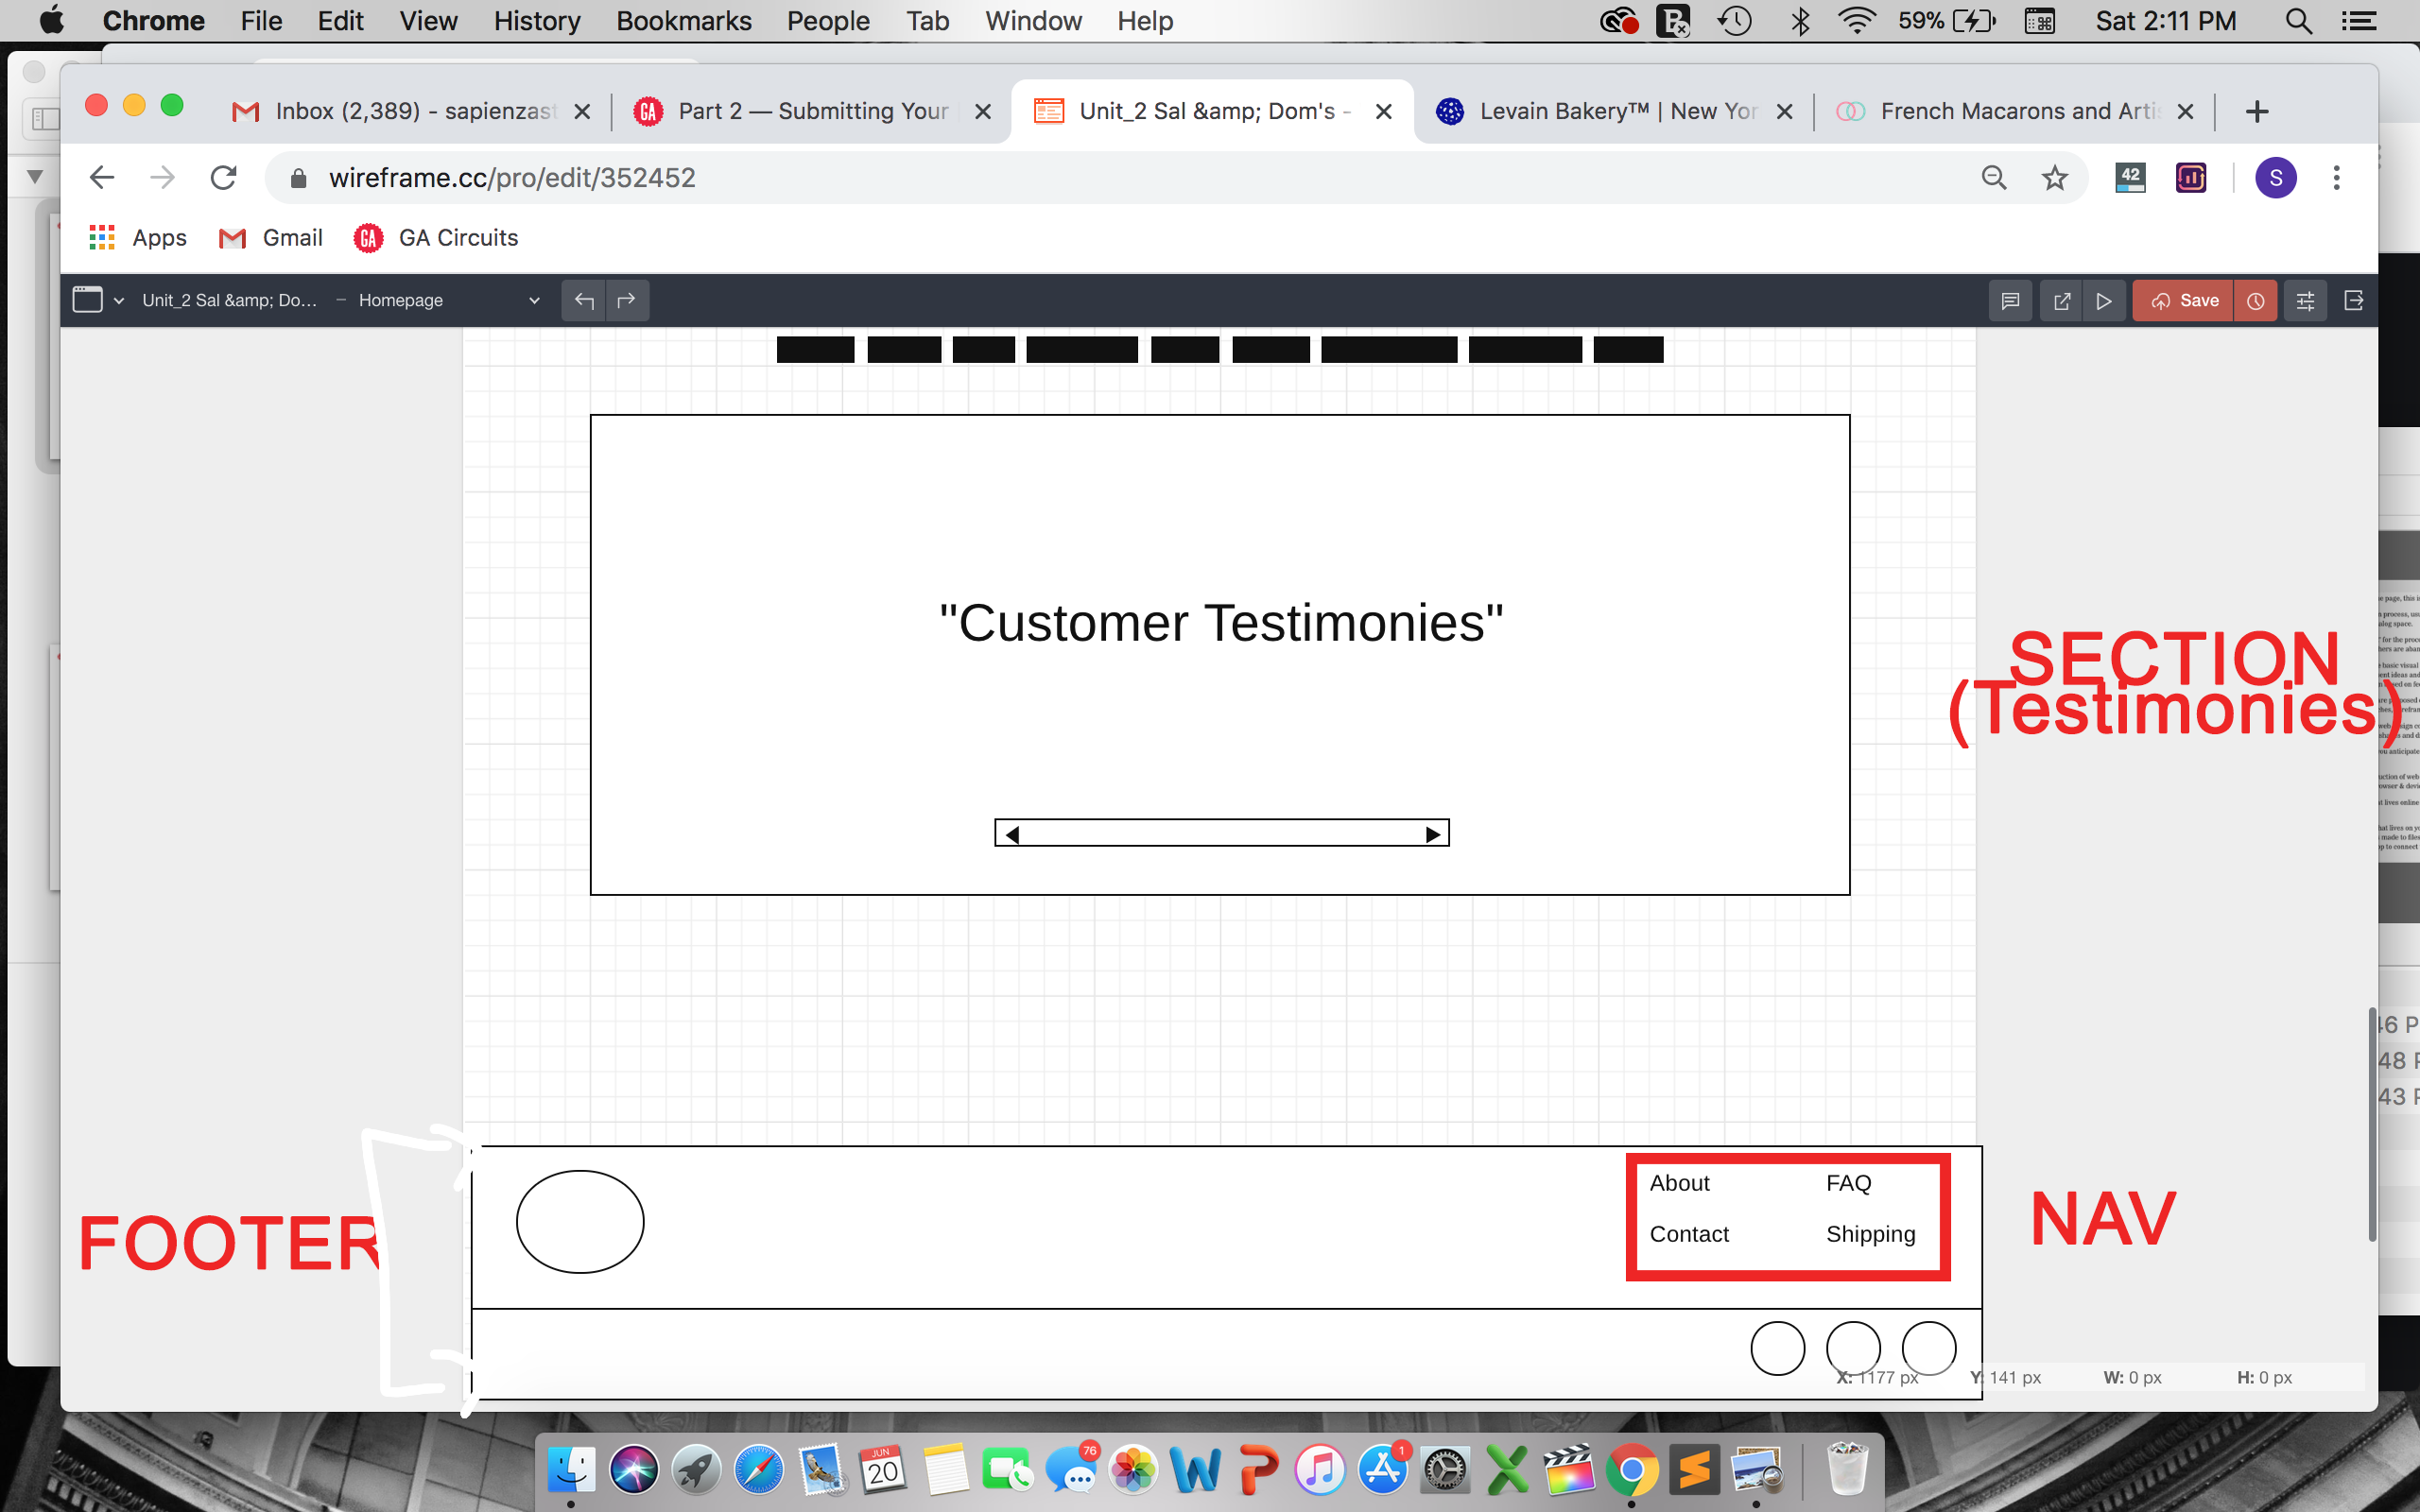 Chrome File Edit View History Bookmarks People Tab Window Help 59% Sat 2:11 PM
Inbox (2,389) - sapienzast Part 2 — Submitting Your Unit_2 Sal &amp; Dom's - Levain Bakery™ | New Yor French Macarons and Arti
wireframe.cc/pro/edit/352452 42 S
Apps Gmail GA GA Circuits
Unit_2 Sal &amp; Do... – Homepage Save
"Customer Testimonies"
SECTION
(Testimonies)
46 P
48 P
43 P
About FAQ
Contact Shipping
FOOTER
NAV
X: 1177 px Y: 141 px W: 0 px H: 0 px
JUN
20
76
1